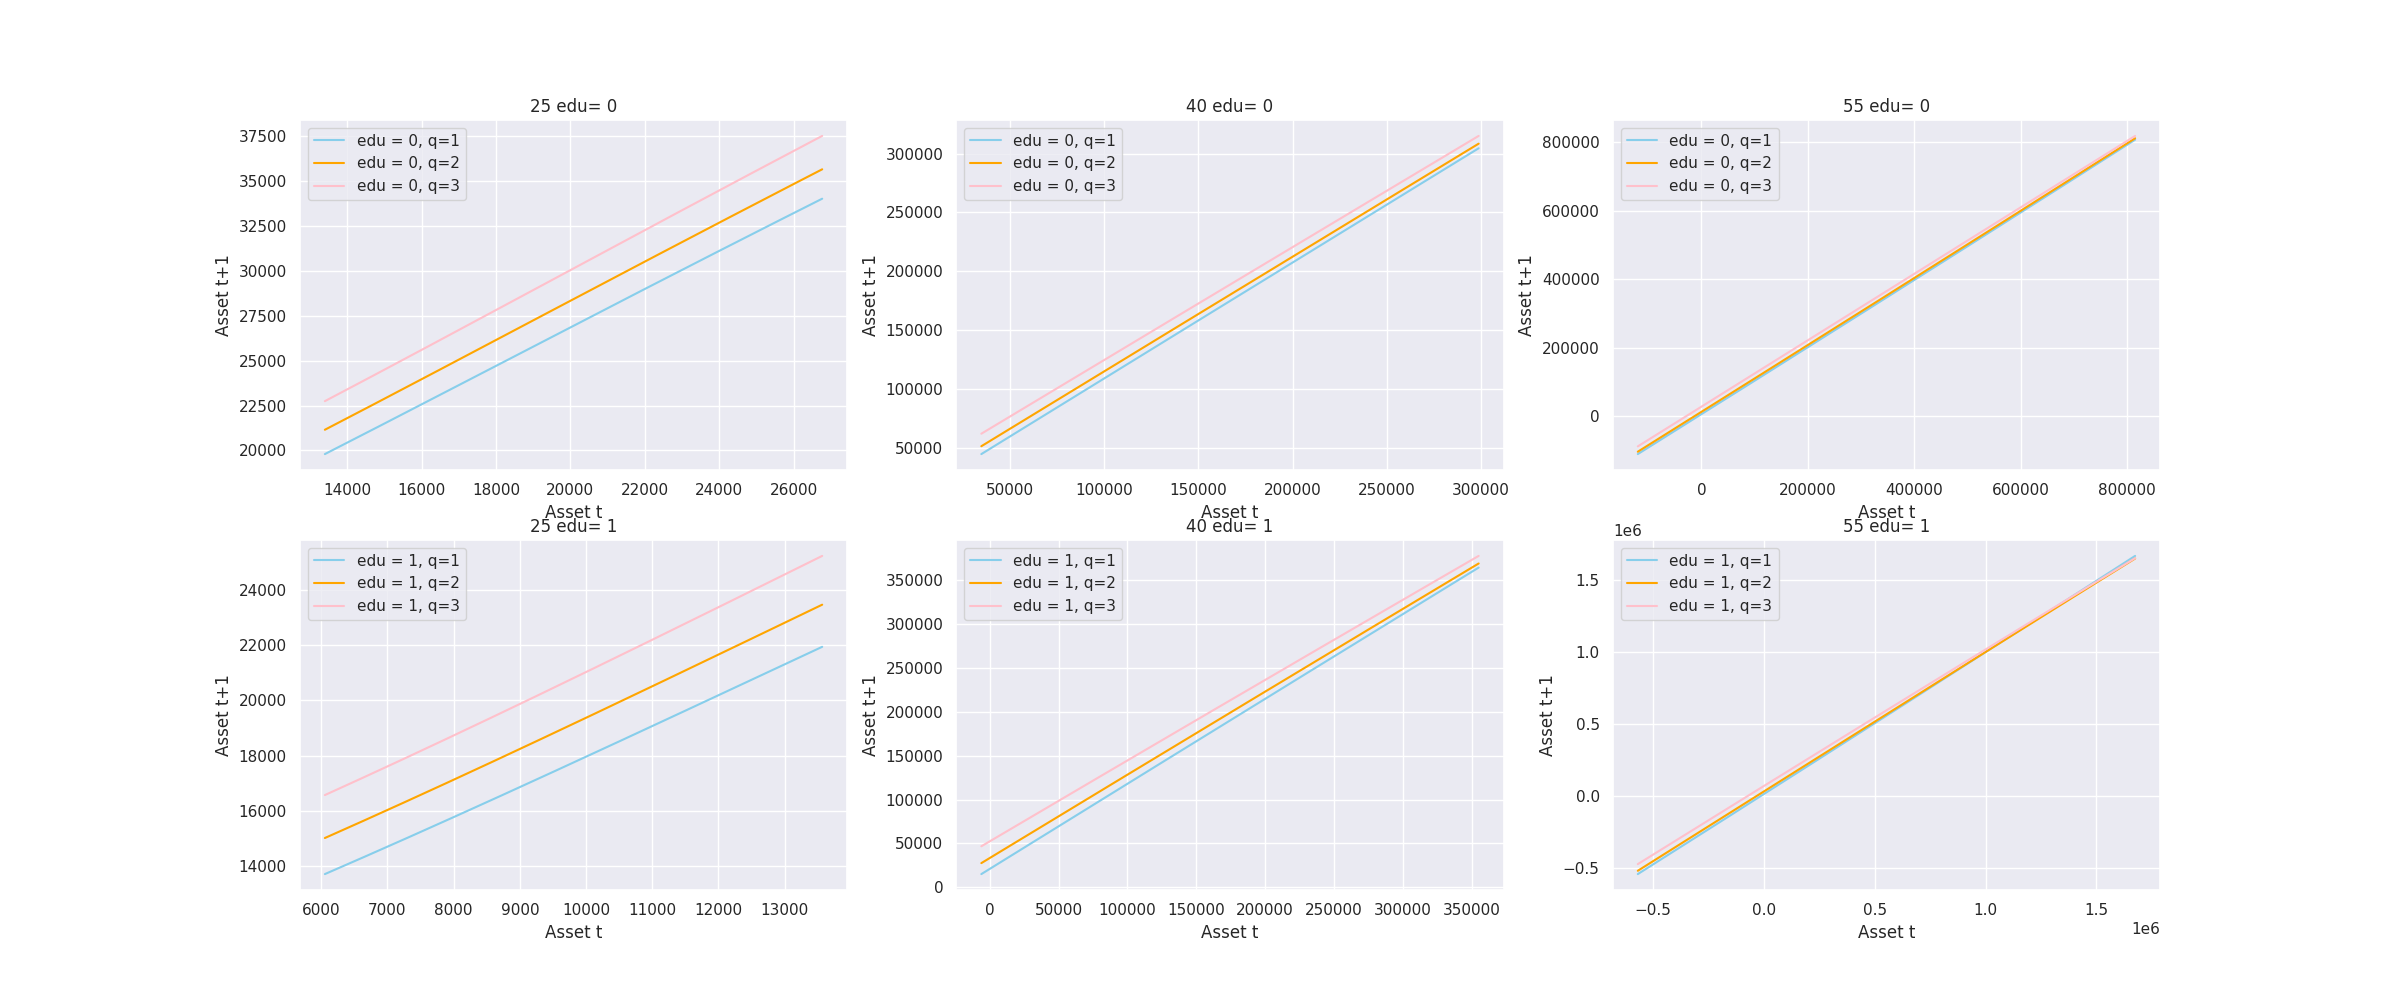 25 edu= 0
37500
35000
32500
30000
27500
25000
22500
20000
Asset t+1
edu = 0, q=1
edu = 0, q=2
edu = 0, q=3
14000 16000 18000 20000 22000 24000 26000
Asset t
40 edu= 0
300000
250000
200000
150000
100000
50000
Asset t+1
edu = 0, q=1
edu = 0, q=2
edu = 0, q=3
50000 100000 150000 200000 250000 300000
Asset t
55 edu= 0
800000
600000
400000
200000
0
Asset t+1
edu = 0, q=1
edu = 0, q=2
edu = 0, q=3
0 200000 400000 600000 800000
Asset t
25 edu= 1
24000
22000
20000
18000
16000
14000
Asset t+1
edu = 1, q=1
edu = 1, q=2
edu = 1, q=3
6000 7000 8000 9000 10000 11000 12000 13000
Asset t
40 edu= 1
350000
300000
250000
200000
150000
100000
50000
0
Asset t+1
edu = 1, q=1
edu = 1, q=2
edu = 1, q=3
0 50000 100000 150000 200000 250000 300000 350000
Asset t
55 edu= 1
1e6
1.5
1.0
0.5
0.0
−0.5
Asset t+1
edu = 1, q=1
edu = 1, q=2
edu = 1, q=3
−0.5 0.0 0.5 1.0 1.5
1e6
Asset t